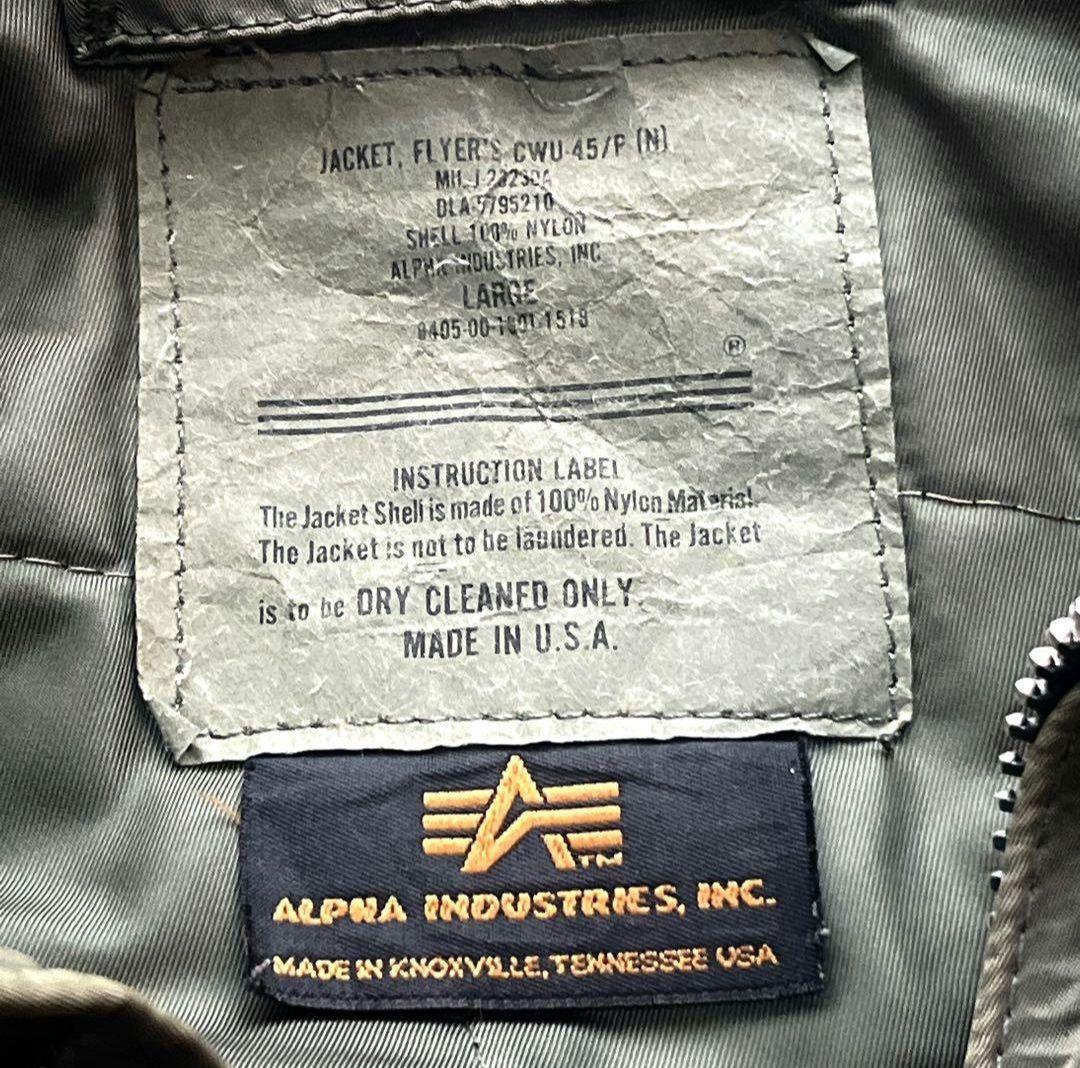 JACKET, FLYER'S CWU-45/P (N)
DLA 5795210
SHELL 100% NYLON
ALPHA INDUSTRIES, INC
LARGE
®
INSTRUCTION LABEL
The Jacket Shell is made of 100% Nylon Material.
The Jacket is not to be laundered. The Jacket
is to be DRY CLEANED ONLY.
MADE IN U.S.A.
TM
ALPHA INDUSTRIES, INC.
MADE IN KNOXVILLE, TENNESSEE USA